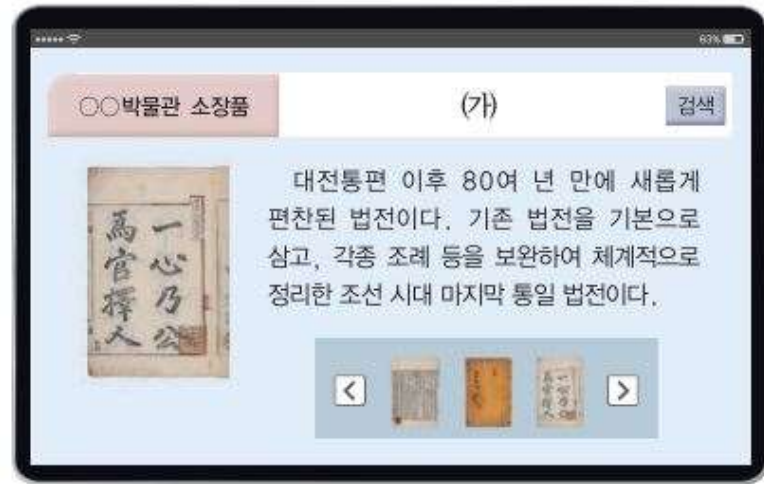 63%
○○박물관 소장품
(가)
검색
대전통편 이후 80여 년 만에 새롭게
편찬된 법전이다. 기존 법전을 기본으로
삼고, 각종 조례 등을 보완하여 체계적으로
정리한 조선 시대 마지막 통일 법전이다.
一心乃公
爲官擇人